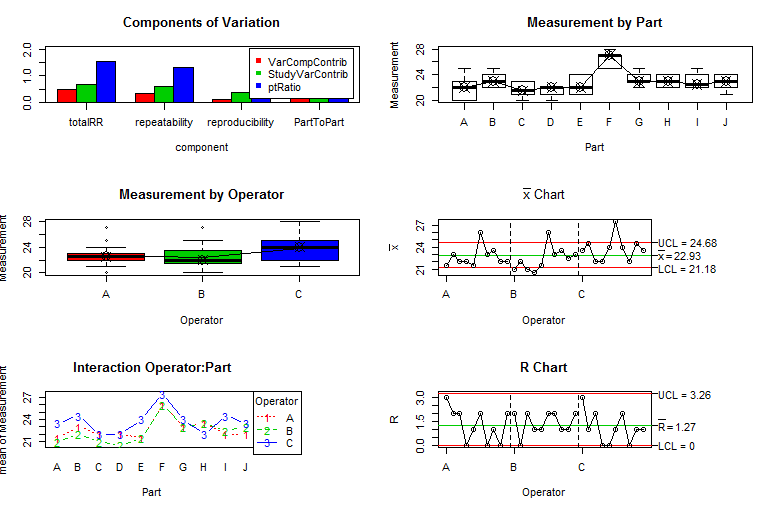 Components of Variation
2.0
1.0
0.0
VarCompContrib
StudyVarContrib
ptRatio
totalRR repeatability reproducibility PartToPart
component
Measurement by Part
Measurement
28
24
20
A B C D E F G H I J
Part
Measurement by Operator
Measurement
28
24
20
A B C
Operator
x Chart
x
27
24
21
UCL = 24.68
x = 22.93
LCL = 21.18
A B C
Operator
Interaction Operator:Part
mean of Measurement
27
24
21
Operator
1 A
2 B
3 C
A B C D E F G H I J
Part
R Chart
R
3.0
1.5
0.0
UCL = 3.26
R = 1.27
LCL = 0
A B C
Operator